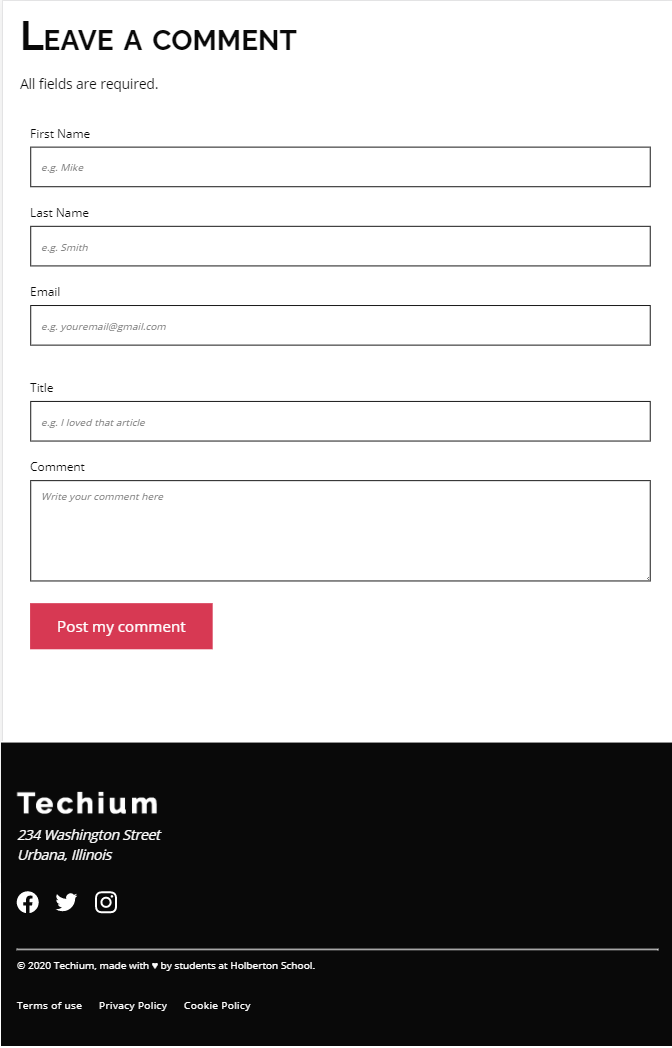 Leave a comment
All fields are required.
First Name
e.g. Mike
Last Name
e.g. Smith
Email
e.g. youremail@gmail.com
Title
e.g. I loved that article
Comment
Write your comment here
Post my comment
Techium
234 Washington Street
Urbana, Illinois
© 2020 Techium, made with ♥ by students at Holberton School.
Terms of use Privacy Policy Cookie Policy